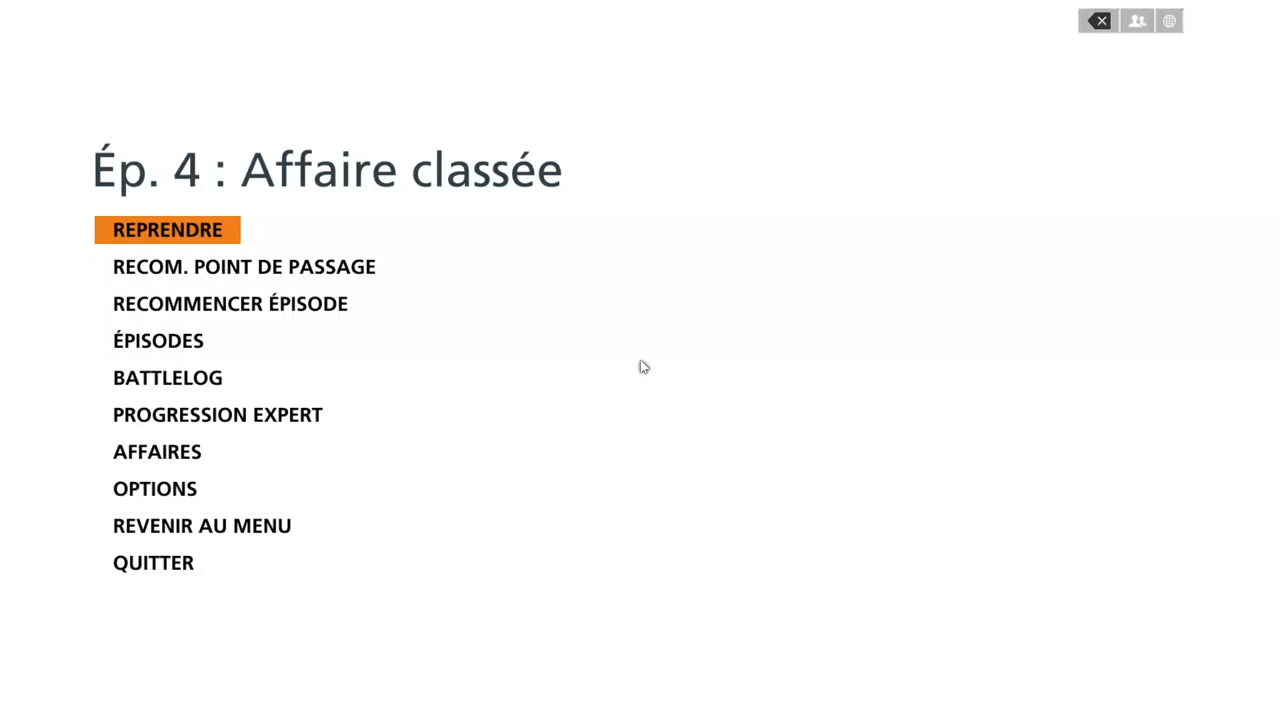 Ép. 4 : Affaire classée
REPRENDRE
RECOM. POINT DE PASSAGE
RECOMMENCER ÉPISODE
ÉPISODES
BATTLELOG
PROGRESSION EXPERT
AFFAIRES
OPTIONS
REVENIR AU MENU
QUITTER